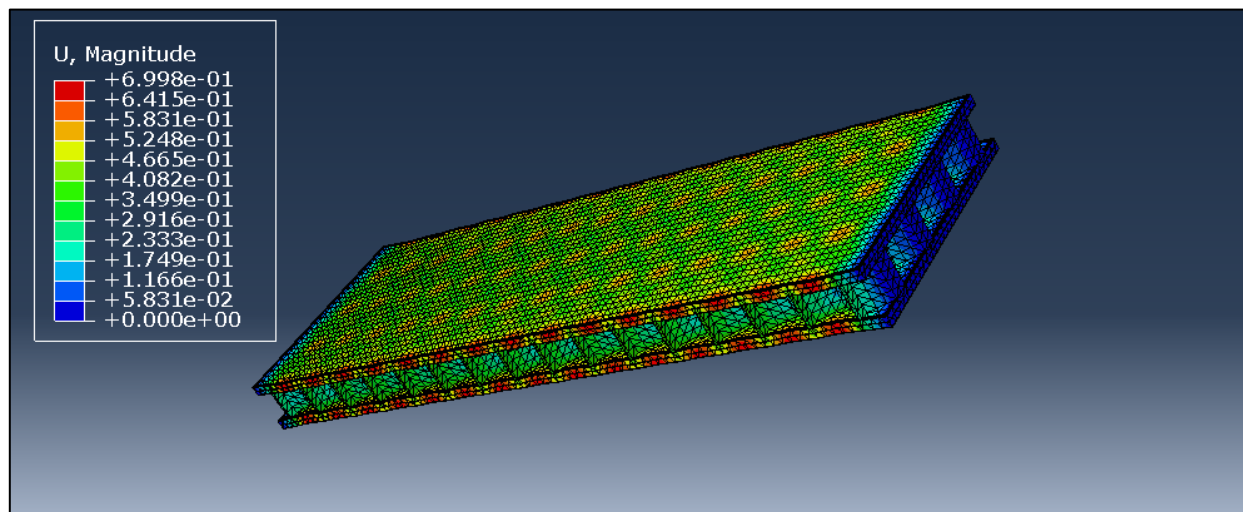 U, Magnitude
+6.998e-01
+6.415e-01
+5.831e-01
+5.248e-01
+4.665e-01
+4.082e-01
+3.499e-01
+2.916e-01
+2.333e-01
+1.749e-01
+1.166e-01
+5.831e-02
+0.000e+00